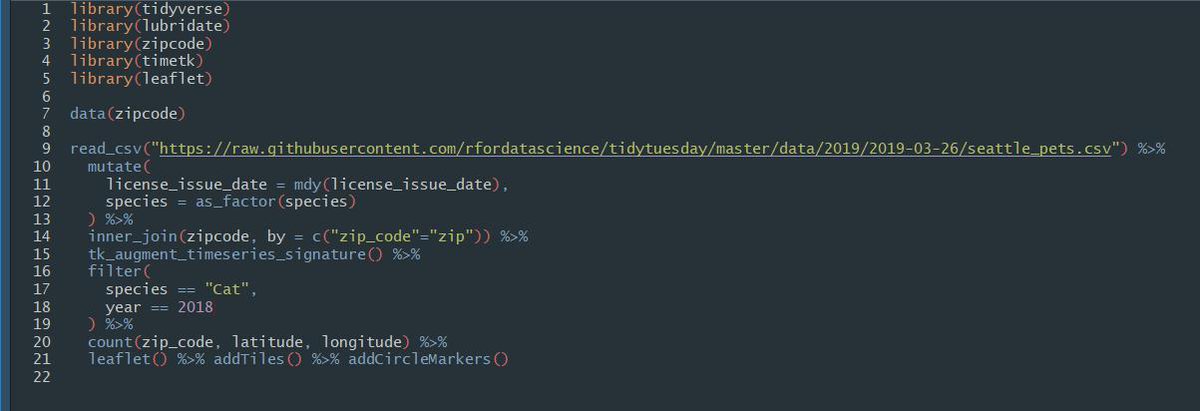 1 library(tidyverse)
2 library(lubridate)
3 library(zipcode)
4 library(timetk)
5 library(leaflet)
6
7 data(zipcode)
8
9 read_csv("https://raw.githubusercontent.com/rfordatascience/tidytuesday/master/data/2019/2019-03-26/seattle_pets.csv") %>%
10 mutate(
11 license_issue_date = mdy(license_issue_date),
12 species = as_factor(species)
13 ) %>%
14 inner_join(zipcode, by = c("zip_code"="zip")) %>%
15 tk_augment_timeseries_signature() %>%
16 filter(
17 species == "Cat",
18 year == 2018
19 ) %>%
20 count(zip_code, latitude, longitude) %>%
21 leaflet() %>% addTiles() %>% addCircleMarkers()
22